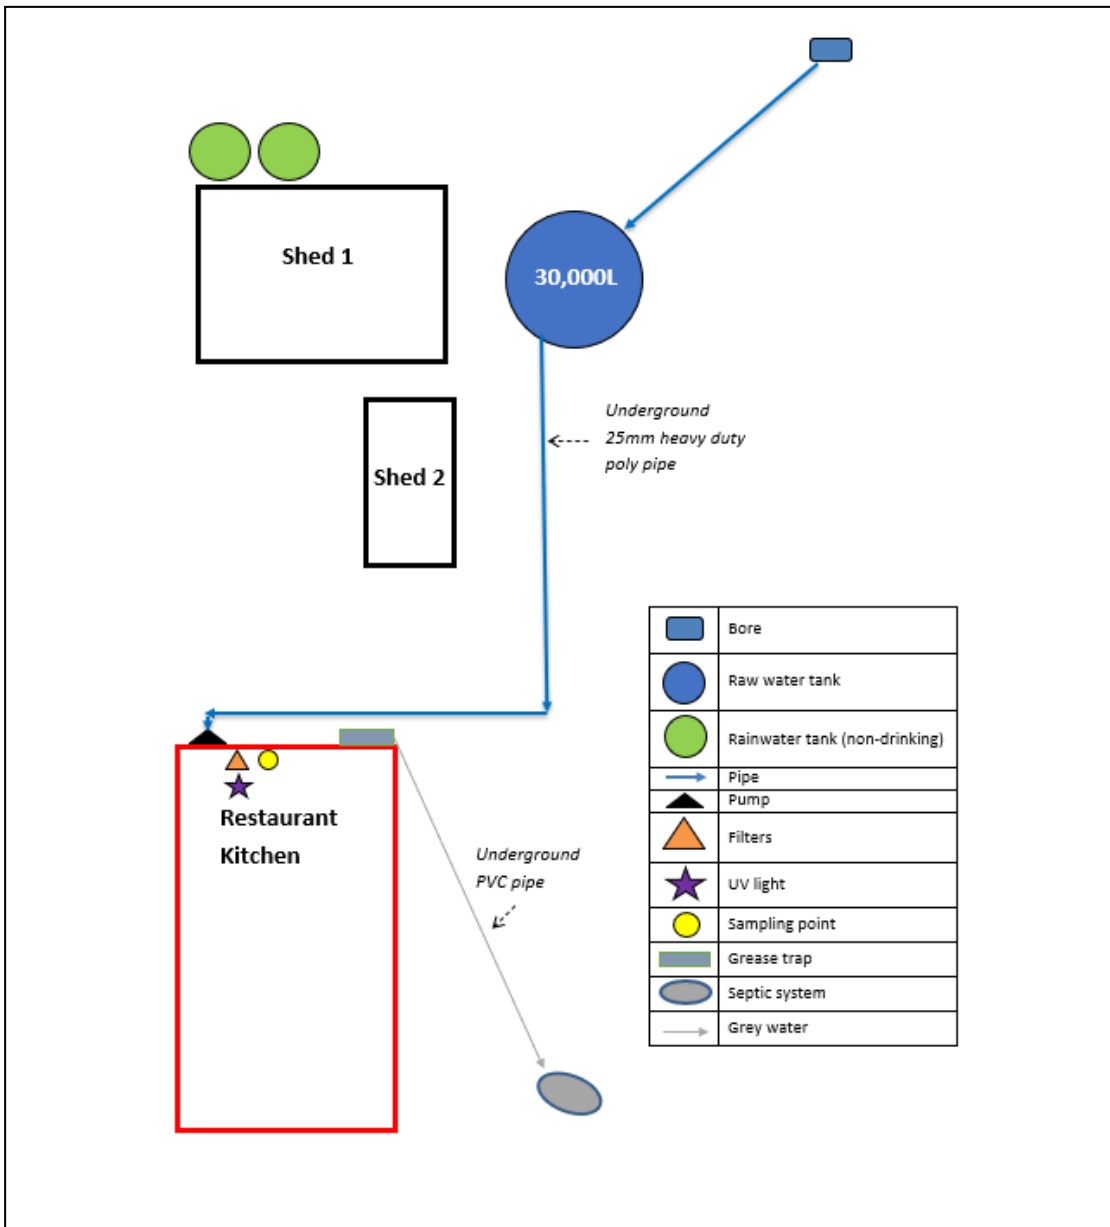 Shed 1
30,000L
Underground
25mm heavy duty
poly pipe
Shed 2
Restaurant
Kitchen
Underground
PVC pipe
Bore
Raw water tank
Rainwater tank (non-drinking)
Pipe
Pump
Filters
UV light
Sampling point
Grease trap
Septic system
Grey water